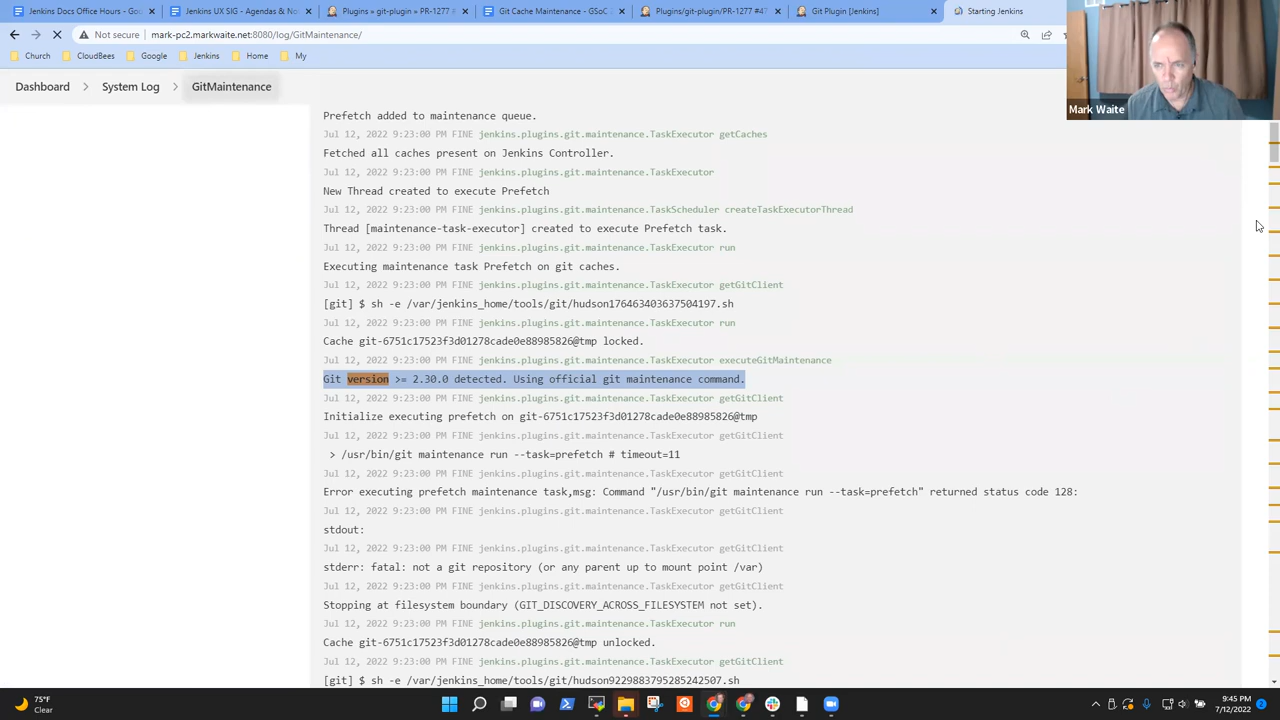 Jenkins Docs Office Hours - Goo
Jenkins UX SIG - Agendas & No
Plugins » git-plugin » PR-1277 #
Git Cache Maintenance - GSoC
Plugins/git-plugin/PR-1277 #47
Git Plugin [Jenkins]
Starting Jenkins
Not secure mark-pc2.markwaite.net:8080/log/GitMaintenance/
Church CloudBees Google Jenkins Home My
Mark Waite
Dashboard System Log GitMaintenance
Prefetch added to maintenance queue.
Jul 12, 2022 9:23:00 PM FINE jenkins.plugins.git.maintenance.TaskExecutor getCaches
Fetched all caches present on Jenkins Controller.
Jul 12, 2022 9:23:00 PM FINE jenkins.plugins.git.maintenance.TaskExecutor
New Thread created to execute Prefetch
Jul 12, 2022 9:23:00 PM FINE jenkins.plugins.git.maintenance.TaskScheduler createTaskExecutorThread
Thread [maintenance-task-executor] created to execute Prefetch task.
Jul 12, 2022 9:23:00 PM FINE jenkins.plugins.git.maintenance.TaskExecutor run
Executing maintenance task Prefetch on git caches.
Jul 12, 2022 9:23:00 PM FINE jenkins.plugins.git.maintenance.TaskExecutor getGitClient
[git] $ sh -e /var/jenkins_home/tools/git/hudson176463403637504197.sh
Jul 12, 2022 9:23:00 PM FINE jenkins.plugins.git.maintenance.TaskExecutor run
Cache git-6751c17523f3d01278cade0e88985826@tmp locked.
Jul 12, 2022 9:23:00 PM FINE jenkins.plugins.git.maintenance.TaskExecutor executeGitMaintenance
Git version >= 2.30.0 detected. Using official git maintenance command.
Jul 12, 2022 9:23:00 PM FINE jenkins.plugins.git.maintenance.TaskExecutor getGitClient
Initialize executing prefetch on git-6751c17523f3d01278cade0e88985826@tmp
Jul 12, 2022 9:23:00 PM FINE jenkins.plugins.git.maintenance.TaskExecutor getGitClient
> /usr/bin/git maintenance run --task=prefetch # timeout=11
Jul 12, 2022 9:23:00 PM FINE jenkins.plugins.git.maintenance.TaskExecutor getGitClient
Error executing prefetch maintenance task,msg: Command "/usr/bin/git maintenance run --task=prefetch" returned status code 128:
Jul 12, 2022 9:23:00 PM FINE jenkins.plugins.git.maintenance.TaskExecutor getGitClient
stdout:
Jul 12, 2022 9:23:00 PM FINE jenkins.plugins.git.maintenance.TaskExecutor getGitClient
stderr: fatal: not a git repository (or any parent up to mount point /var)
Jul 12, 2022 9:23:00 PM FINE jenkins.plugins.git.maintenance.TaskExecutor getGitClient
Stopping at filesystem boundary (GIT_DISCOVERY_ACROSS_FILESYSTEM not set).
Jul 12, 2022 9:23:00 PM FINE jenkins.plugins.git.maintenance.TaskExecutor run
Cache git-6751c17523f3d01278cade0e88985826@tmp unlocked.
Jul 12, 2022 9:23:00 PM FINE jenkins.plugins.git.maintenance.TaskExecutor getGitClient
[git] $ sh -e /var/jenkins_home/tools/git/hudson9229883795285242507.sh
75°F
Clear
9:45 PM
7/12/2022